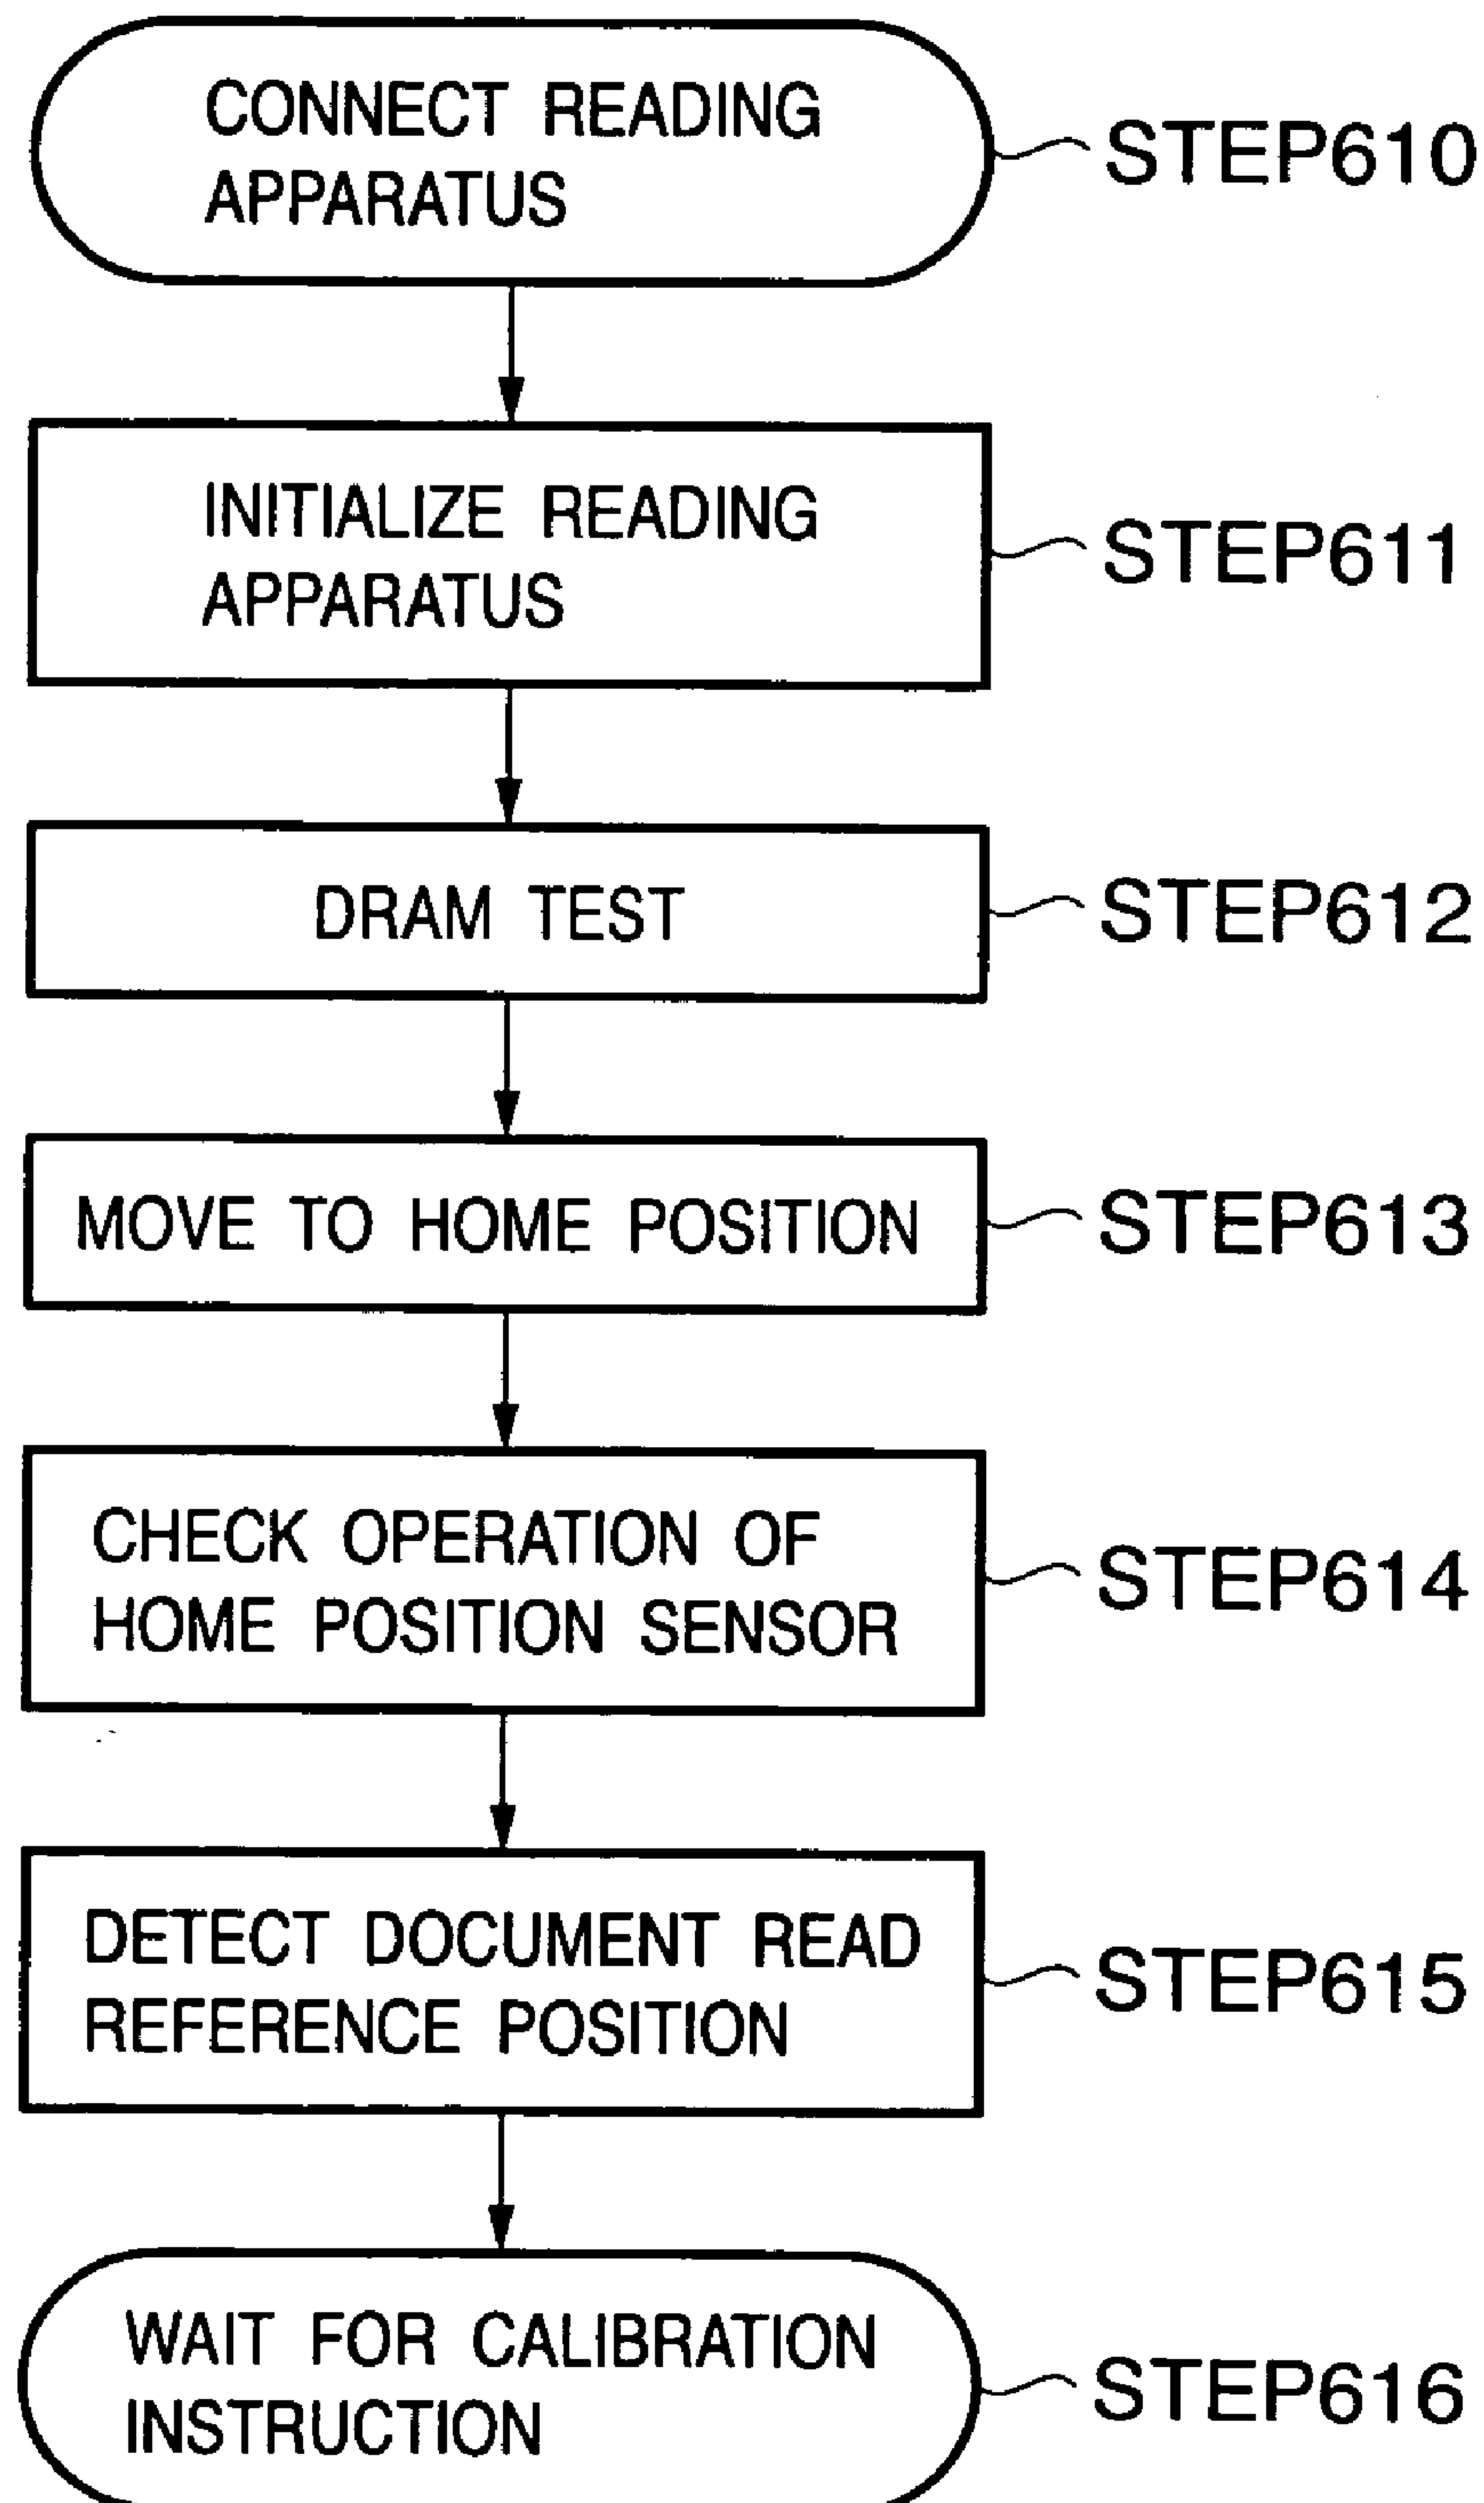 CONNECT READING
APPARATUS
STEP610
INITIALIZE READING
APPARATUS
STEP611
DRAM TEST
STEP612
MOVE TO HOME POSITION
STEP613
CHECK OPERATION OF
HOME POSITION SENSOR
STEP614
DETECT DOCUMENT READ
REFERENCE POSITION
STEP615
WAIT FOR CALIBRATION
INSTRUCTION
STEP616